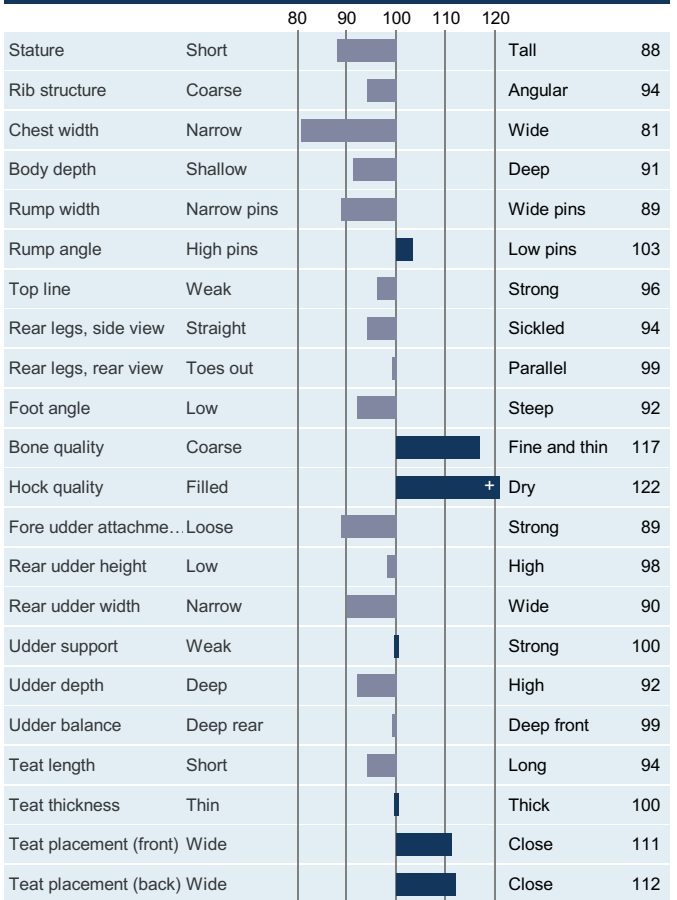 80 90 100 110 120
Stature Short Tall 88
Rib structure Coarse Angular 94
Chest width Narrow Wide 81
Body depth Shallow Deep 91
Rump width Narrow pins Wide pins 89
Rump angle High pins Low pins 103
Top line Weak Strong 96
Rear legs, side view Straight Sickled 94
Rear legs, rear view Toes out Parallel 99
Foot angle Low Steep 92
Bone quality Coarse Fine and thin 117
Hock quality Filled + Dry 122
Fore udder attachme... Loose Strong 89
Rear udder height Low High 98
Rear udder width Narrow Wide 90
Udder support Weak Strong 100
Udder depth Deep High 92
Udder balance Deep rear Deep front 99
Teat length Short Long 94
Teat thickness Thin Thick 100
Teat placement (front) Wide Close 111
Teat placement (back) Wide Close 112